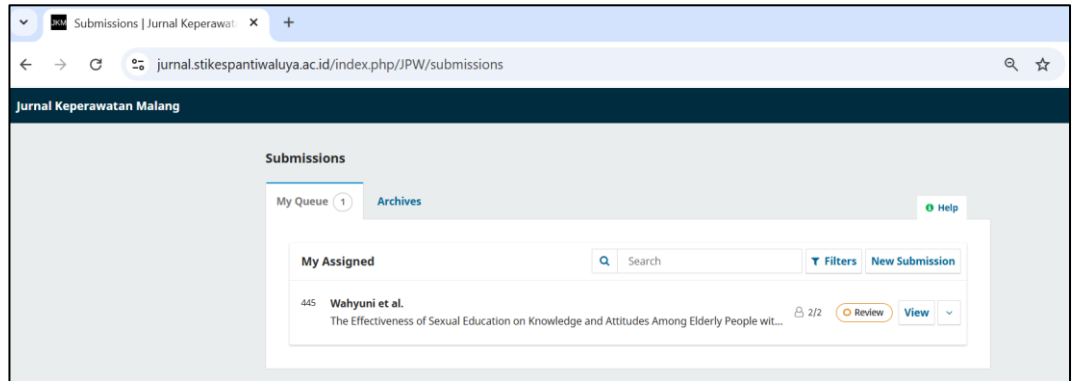 JKM Submissions | Jurnal Keperawat
jurnal.stikespantiwaluya.ac.id/index.php/JPW/submissions
Jurnal Keperawatan Malang
Submissions
My Queue 1 Archives
Help
My Assigned Search Filters New Submission
445 Wahyuni et al.
The Effectiveness of Sexual Education on Knowledge and Attitudes Among Elderly People wit... 2/2 Review View